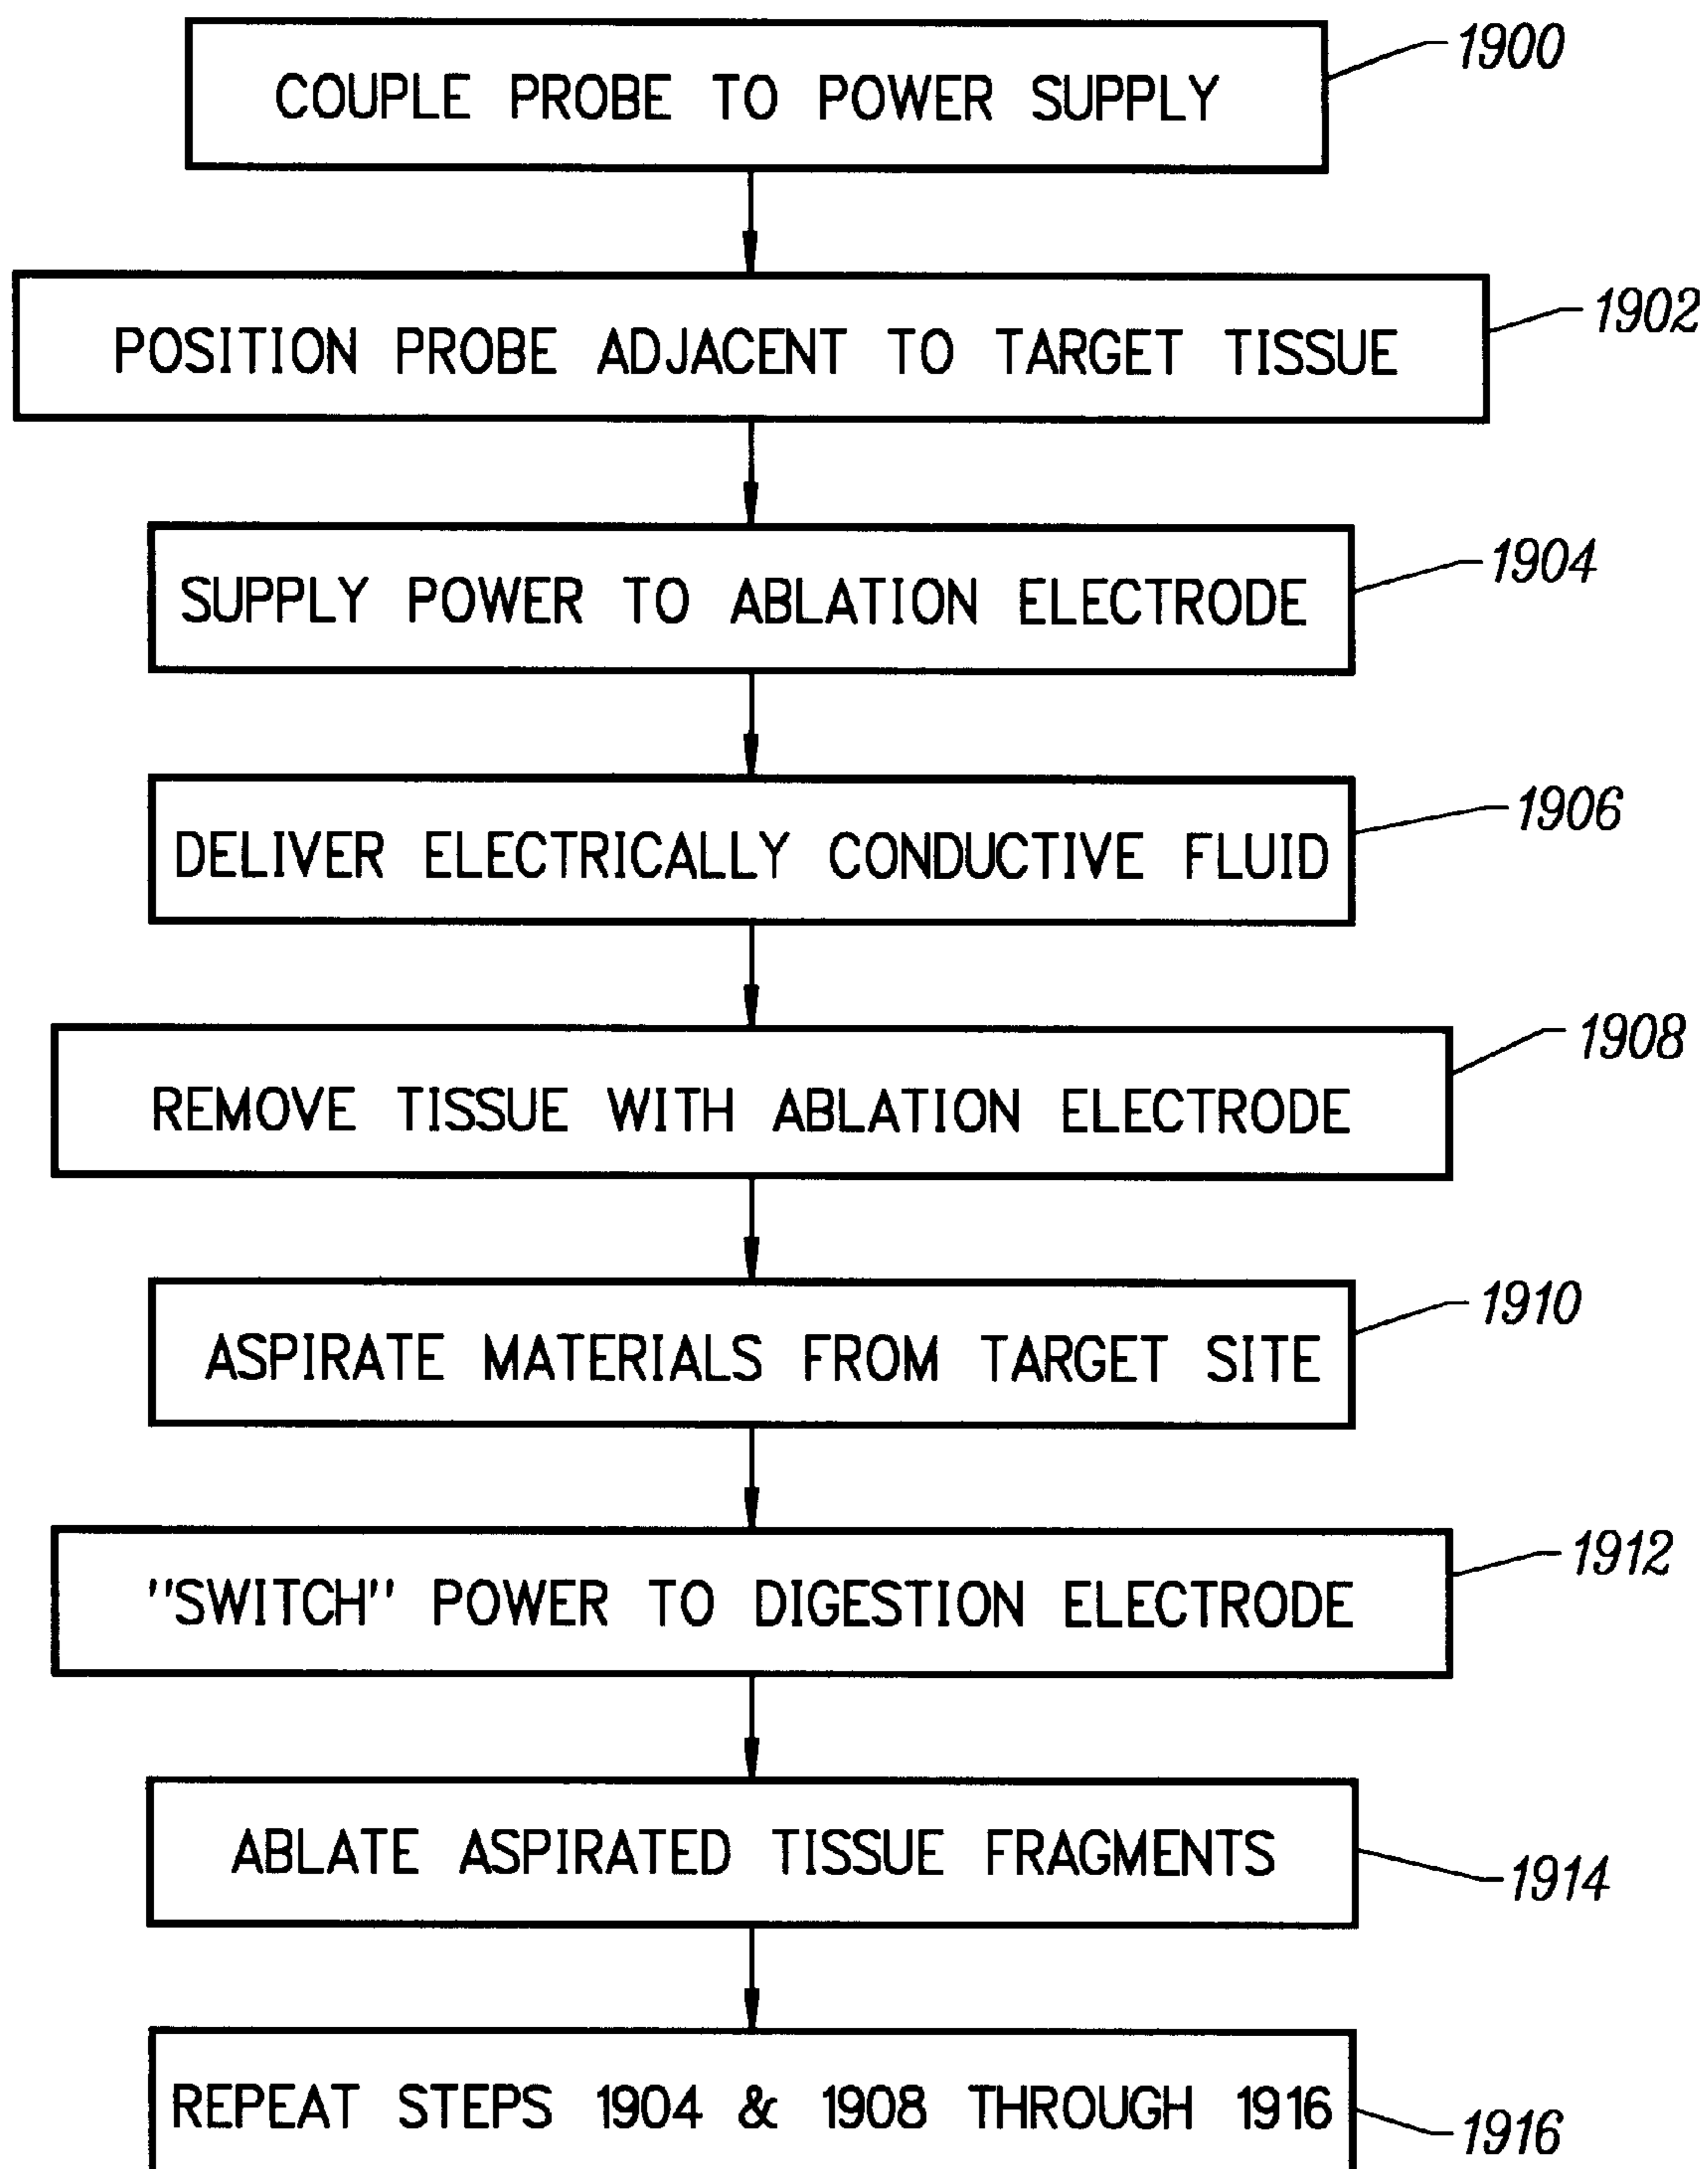 COUPLE PROBE TO POWER SUPPLY
1900
POSITION PROBE ADJACENT TO TARGET TISSUE
1902
SUPPLY POWER TO ABLATION ELECTRODE
1904
DELIVER ELECTRICALLY CONDUCTIVE FLUID
1906
REMOVE TISSUE WITH ABLATION ELECTRODE
1908
ASPIRATE MATERIALS FROM TARGET SITE
1910
"SWITCH" POWER TO DIGESTION ELECTRODE
1912
ABLATE ASPIRATED TISSUE FRAGMENTS
1914
REPEAT STEPS 1904 & 1908 THROUGH 1916
1916